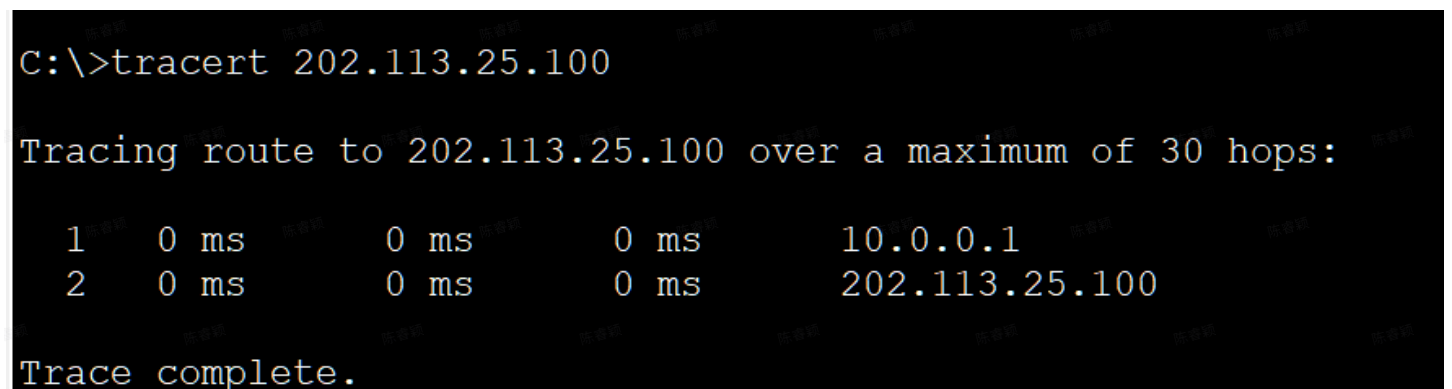 C:\>tracert 202.113.25.100
Tracing route to 202.113.25.100 over a maximum of 30 hops:
1 0 ms 0 ms 0 ms 10.0.0.1
2 0 ms 0 ms 0 ms 202.113.25.100
Trace complete.